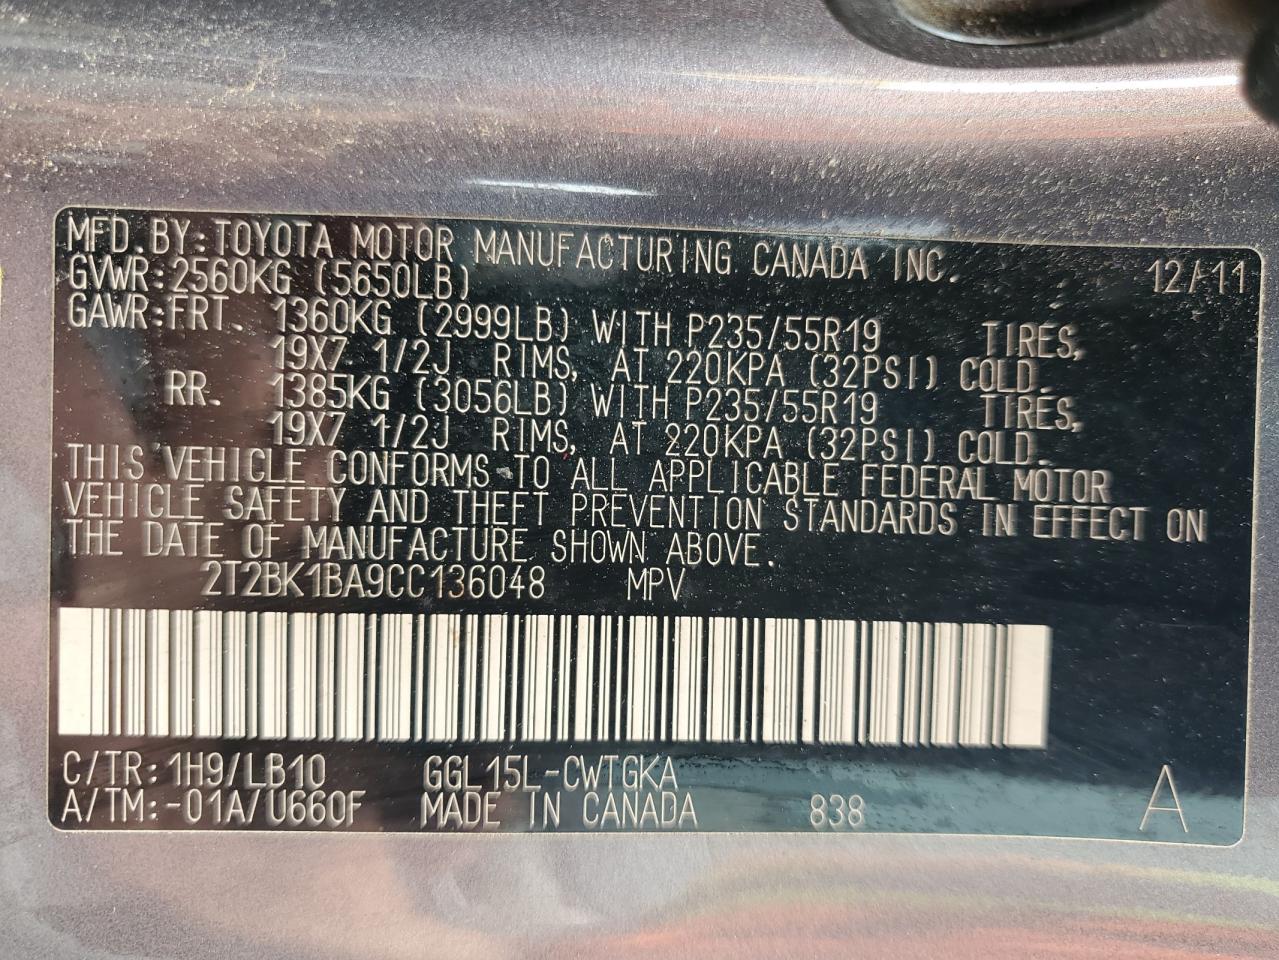 MFD. BY: TOYOTA MOTOR MANUFACTURING CANADA INC. 12/11
GVWR: 2560KG (5650LB)
GAWR: FRT. 1360KG (2999LB) WITH P235/55R19 TIRES,
19X7 1/2J RIMS, AT 220KPA (32PSI) COLD.
RR. 1385KG (3056LB) WITH P235/55R19 TIRES,
19X7 1/2J RIMS, AT 220KPA (32PSI) COLD.
THIS VEHICLE CONFORMS TO ALL APPLICABLE FEDERAL MOTOR
VEHICLE SAFETY AND THEFT PREVENTION STANDARDS IN EFFECT ON
THE DATE OF MANUFACTURE SHOWN ABOVE.
2T2BK1BA9CC136048 MPV
C/TR: 1H9/LB10 GGL15L-CWTGKA
A/TM: -01A/U660F MADE IN CANADA 838 A